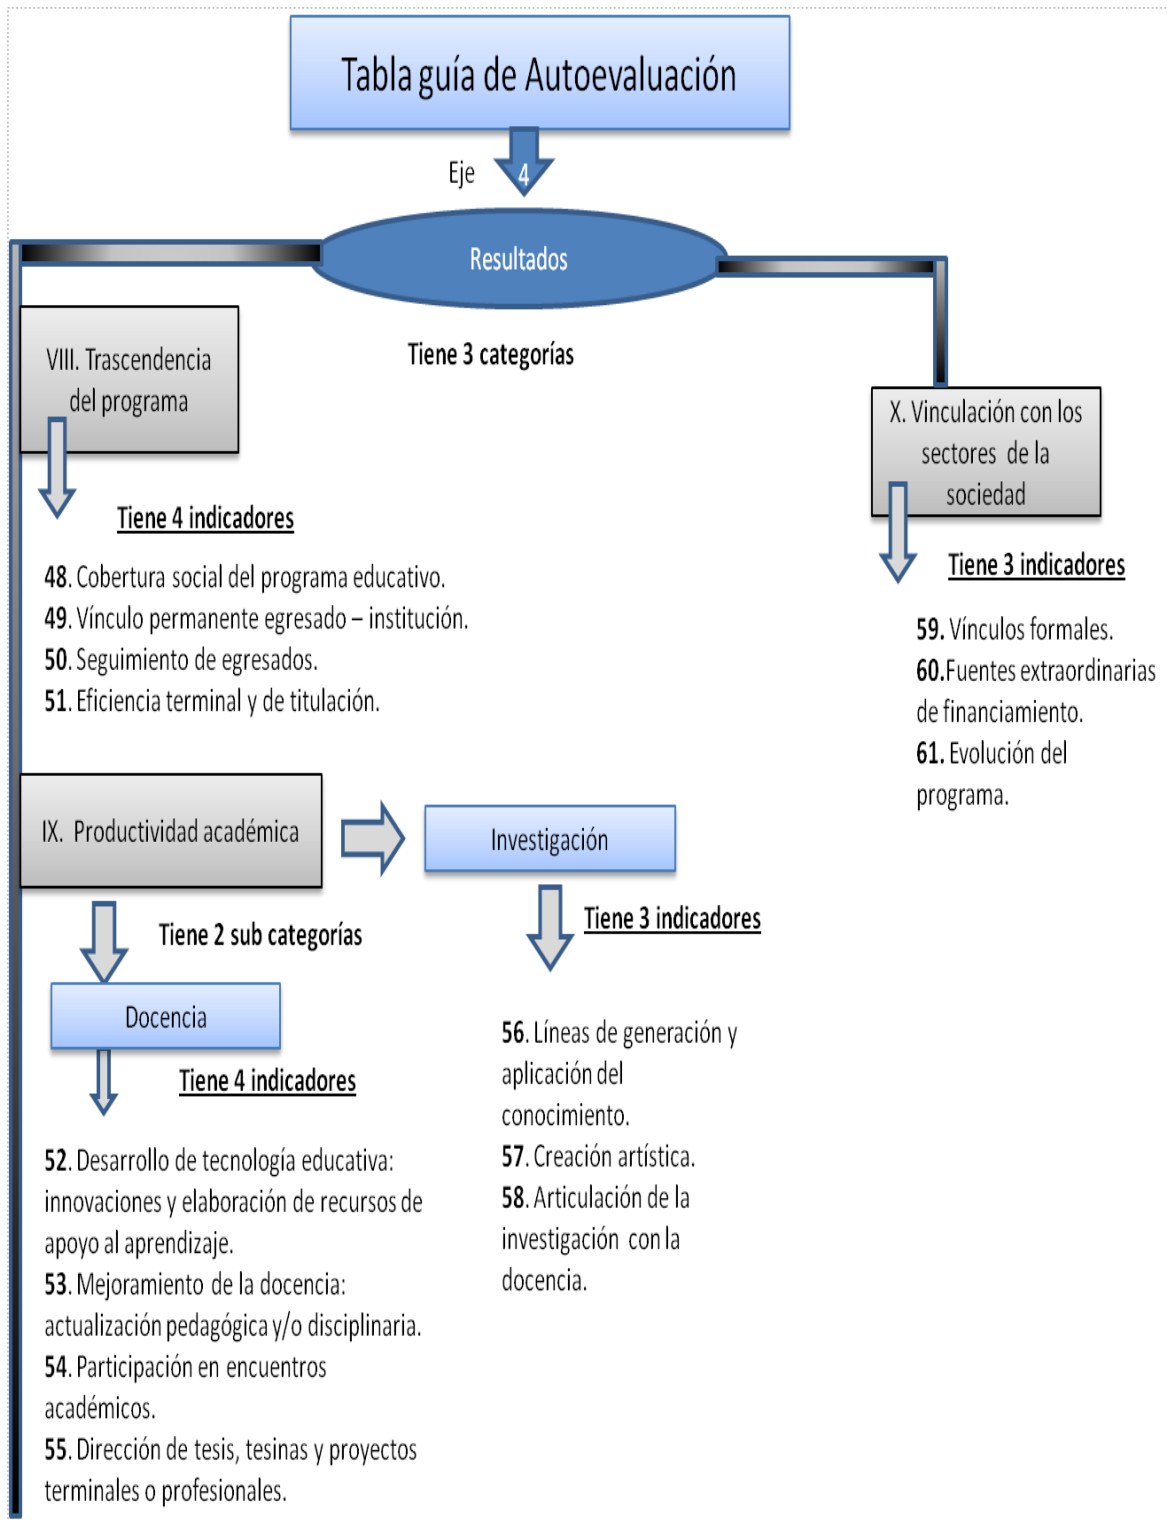 Tabla guía de Autoevaluación
Eje
4
Resultados
Tiene 3 categorías
VIII. Trascendencia
del programa
Tiene 4 indicadores
48. Cobertura social del programa educativo.
49. Vínculo permanente egresado – institución.
50. Seguimiento de egresados.
51. Eficiencia terminal y de titulación.
X. Vinculación con los
sectores de la
sociedad
Tiene 3 indicadores
59. Vínculos formales.
60.Fuentes extraordinarias
de financiamiento.
61. Evolución del
programa.
IX. Productividad académica
Tiene 2 sub categorías
Investigación
Tiene 3 indicadores
56. Líneas de generación y
aplicación del
conocimiento.
57. Creación artística.
58. Articulación de la
investigación con la
docencia.
Docencia
Tiene 4 indicadores
52. Desarrollo de tecnología educativa:
innovaciones y elaboración de recursos de
apoyo al aprendizaje.
53. Mejoramiento de la docencia:
actualización pedagógica y/o disciplinaria.
54. Participación en encuentros
académicos.
55. Dirección de tesis, tesinas y proyectos
terminales o profesionales.